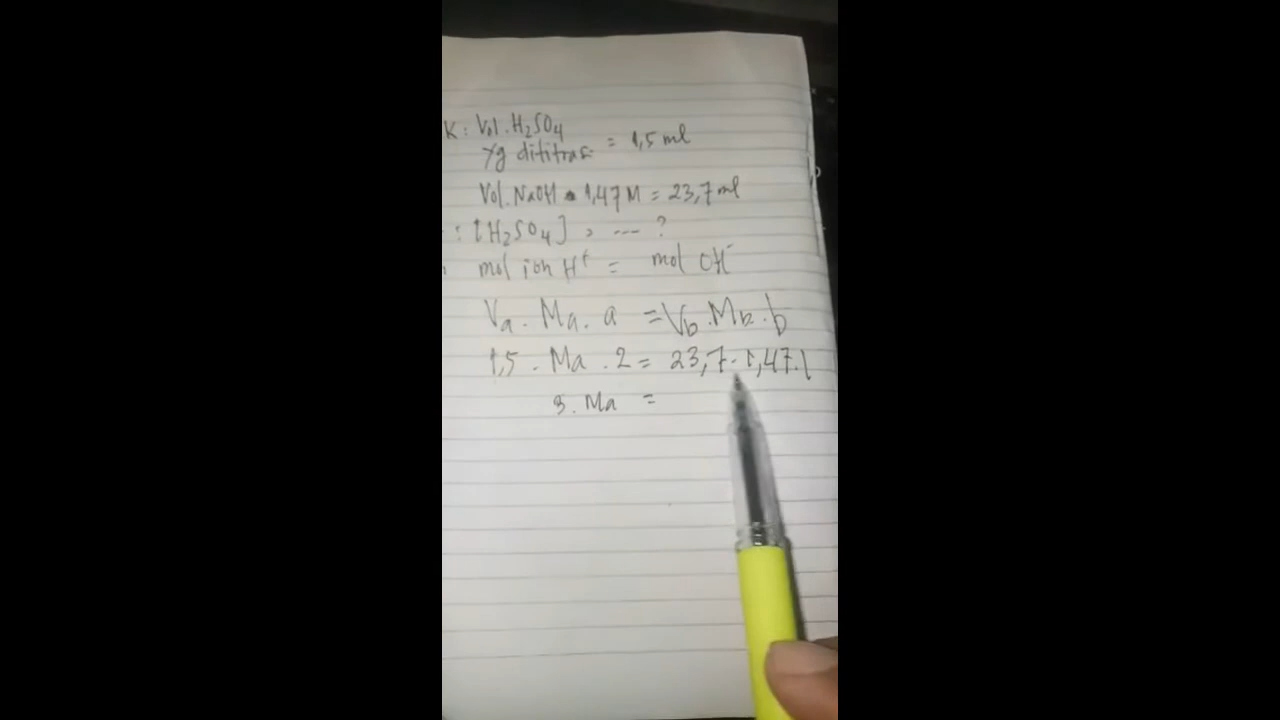 K: Vol. H₂SO₄
yg dititrasi = 1,5 ml
Vol. NaOH 1,47 M = 23,7 ml
: [H₂SO₄] = ---- ?
mol ion H⁺ = mol OH⁻
Va . Ma . a = Vb . Mb . b
1,5 . Ma . 2 = 23,7 . 1,47 . 1
3 . Ma =